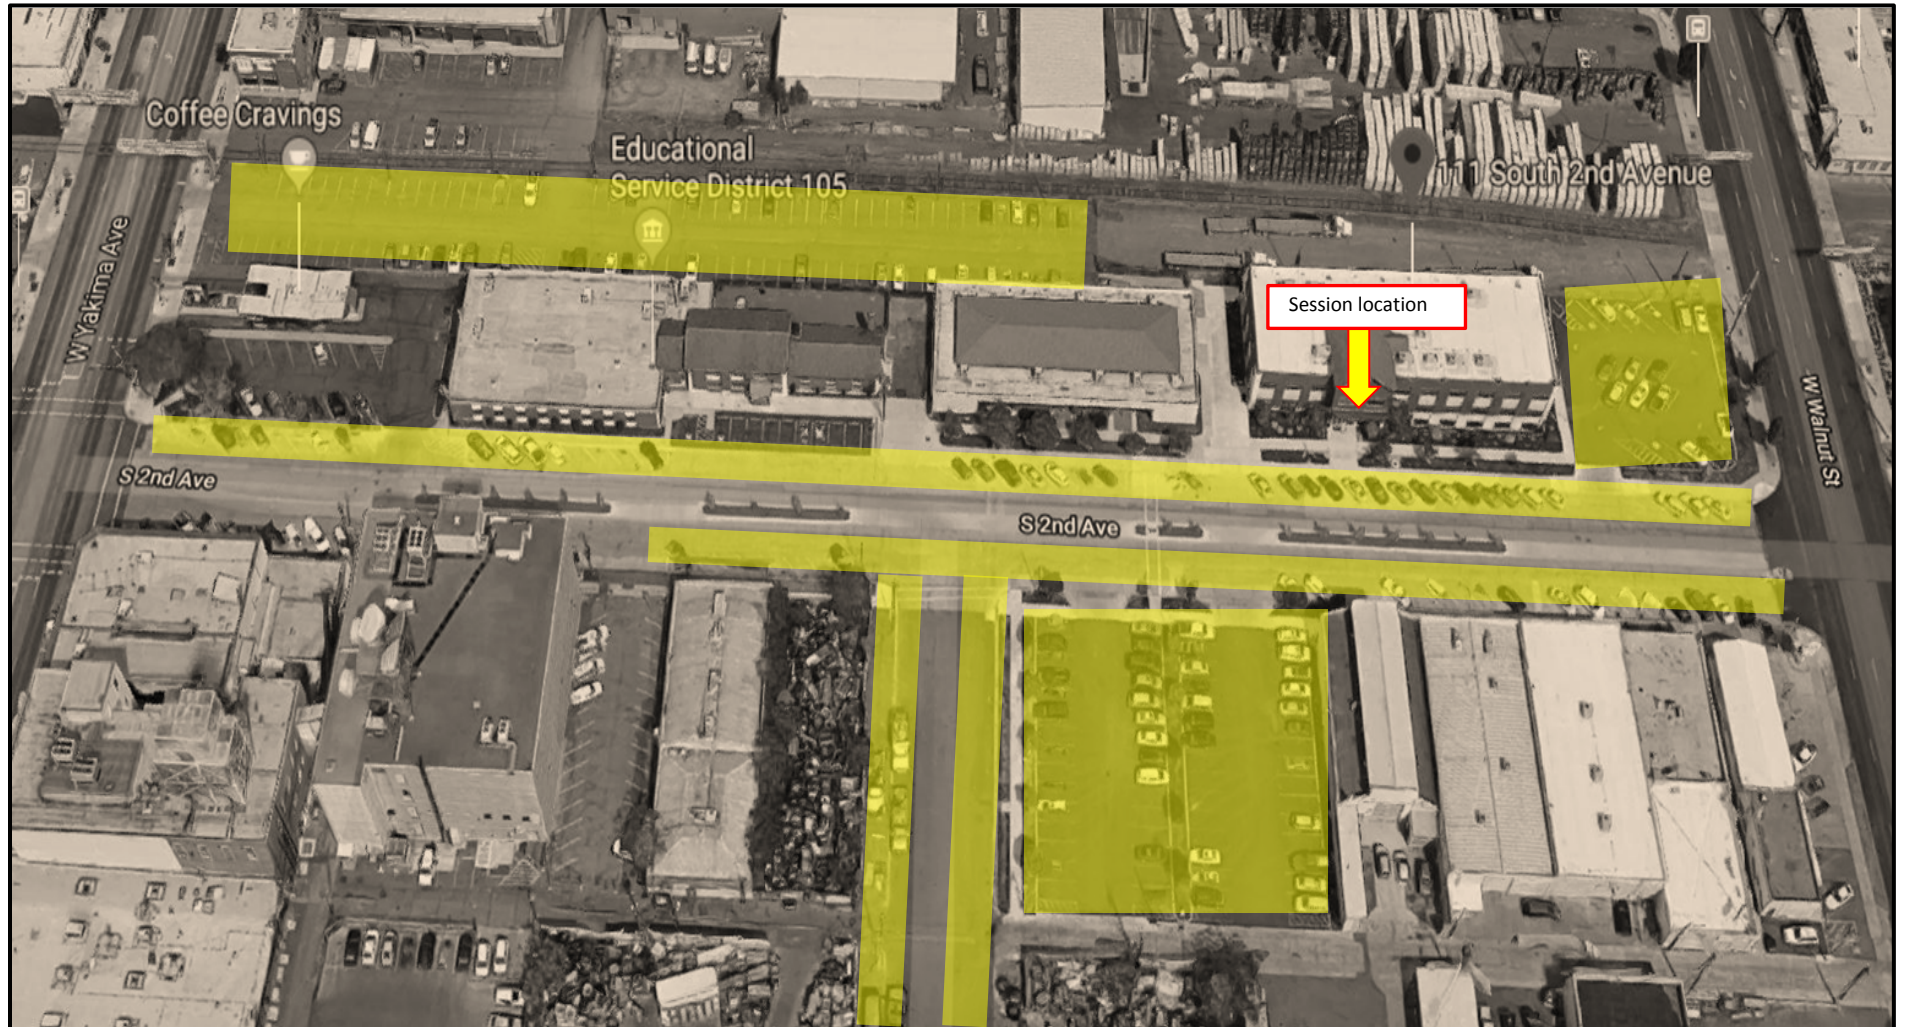 Coffee Cravings
Educational
Service District 105
111 South 2nd Avenue
W Yakima Ave
Session location
W Walnut St
S 2nd Ave
S 2nd Ave